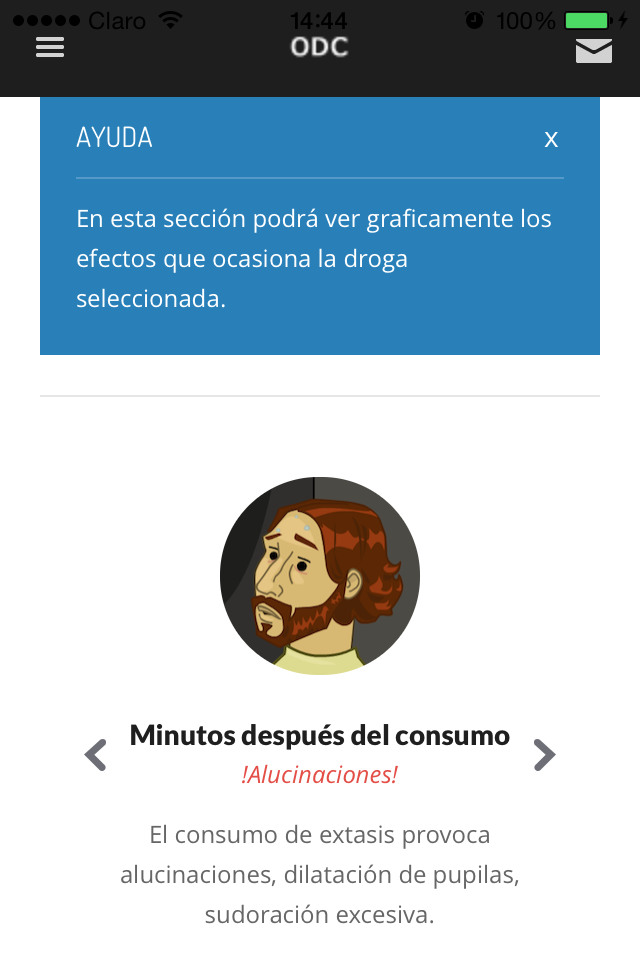 Claro 14:44 100%
ODC
AYUDA x
En esta sección podrá ver graficamente los
efectos que ocasiona la droga
seleccionada.
Minutos después del consumo
!Alucinaciones!
El consumo de extasis provoca
alucinaciones, dilatación de pupilas,
sudoración excesiva.